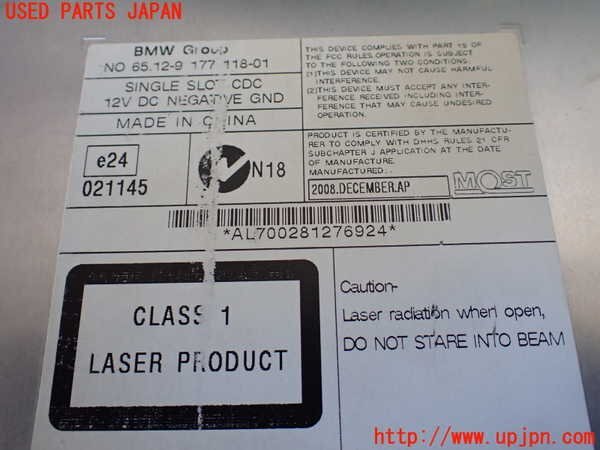 USED PARTS JAPAN
BMW Group
NO 65.12-9 177 118-01
SINGLE SLOT CDC
12V DC NEGATIVE GND
MADE IN CHINA
e24
021145
N18
THIS DEVICE COMPLIES WITH PART 15 OF
THE FCC RULES.OPERATION IS SUBJECT
TO THE FOLLOWING TWO CONDITIONS:
(1)THIS DEVICE MAY NOT CAUSE HARMFUL
INTERFERENCE.
(2)THIS DEVICE MUST ACCEPT ANY INTER-
FERENCE RECEIVED INCLUDING INTER-
FERENCE THAT MAY CAUSE UNDESIRED
OPERATION.
PRODUCT IS CERTIFIED BY THE MANUFACTU-
RER TO COMPLY WITH DHHS RULES 21 CFR
SUBCHAPTER J APPLICATION AT THE DATE
OF MANUFACTURE.
MANUFACTURED.
2008.DECEMBER.AP
MOST
*AL700281276924*
CLASS 1
LASER PRODUCT
Caution-
Laser radiation when open,
DO NOT STARE INTO BEAM
http://www.upjpn.com/